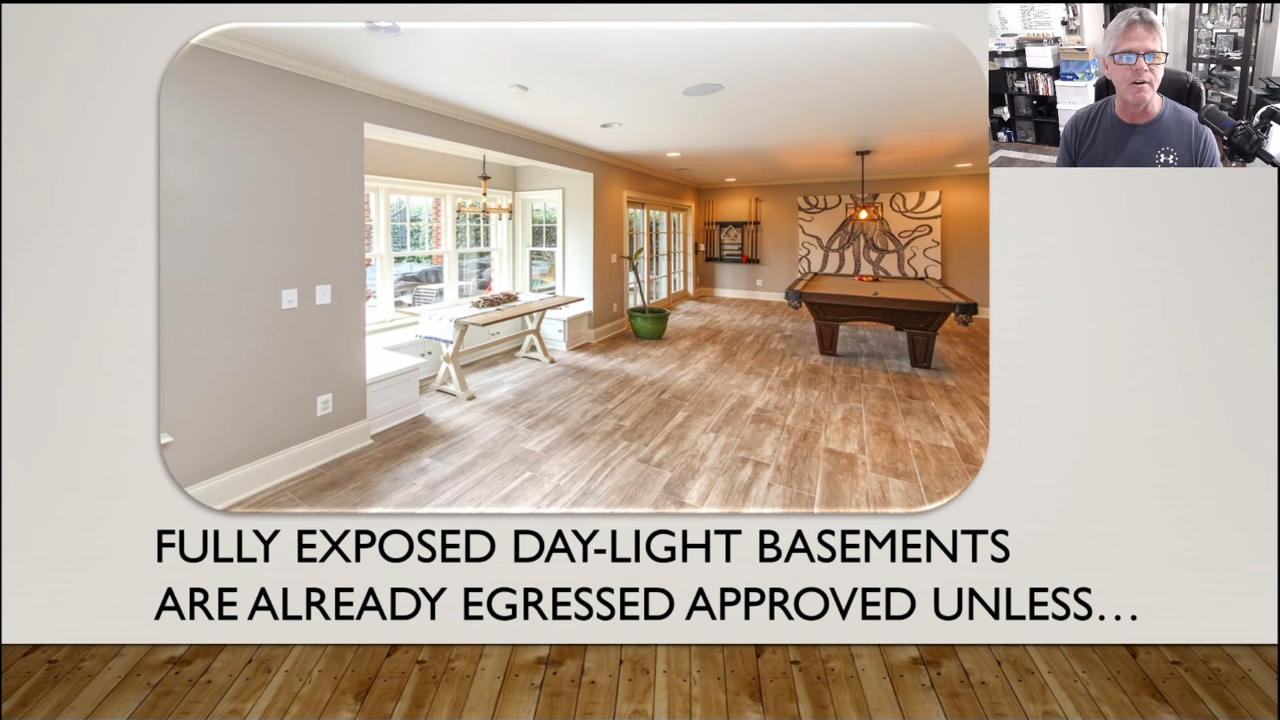 FULLY EXPOSED DAY-LIGHT BASEMENTS
ARE ALREADY EGRESSED APPROVED UNLESS…